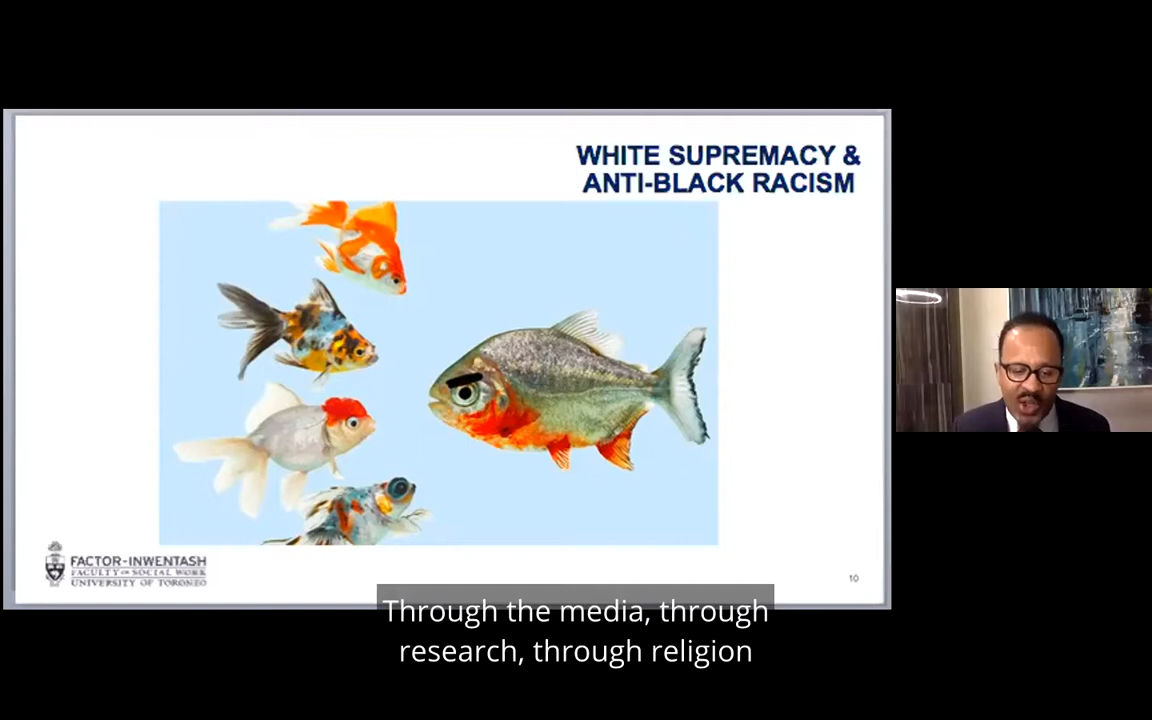 WHITE SUPREMACY &
ANTI-BLACK RACISM
FACTOR-INWENTASH
FACULTY OF SOCIAL WORK
UNIVERSITY OF TORONTO
10
Through the media, through
research, through religion